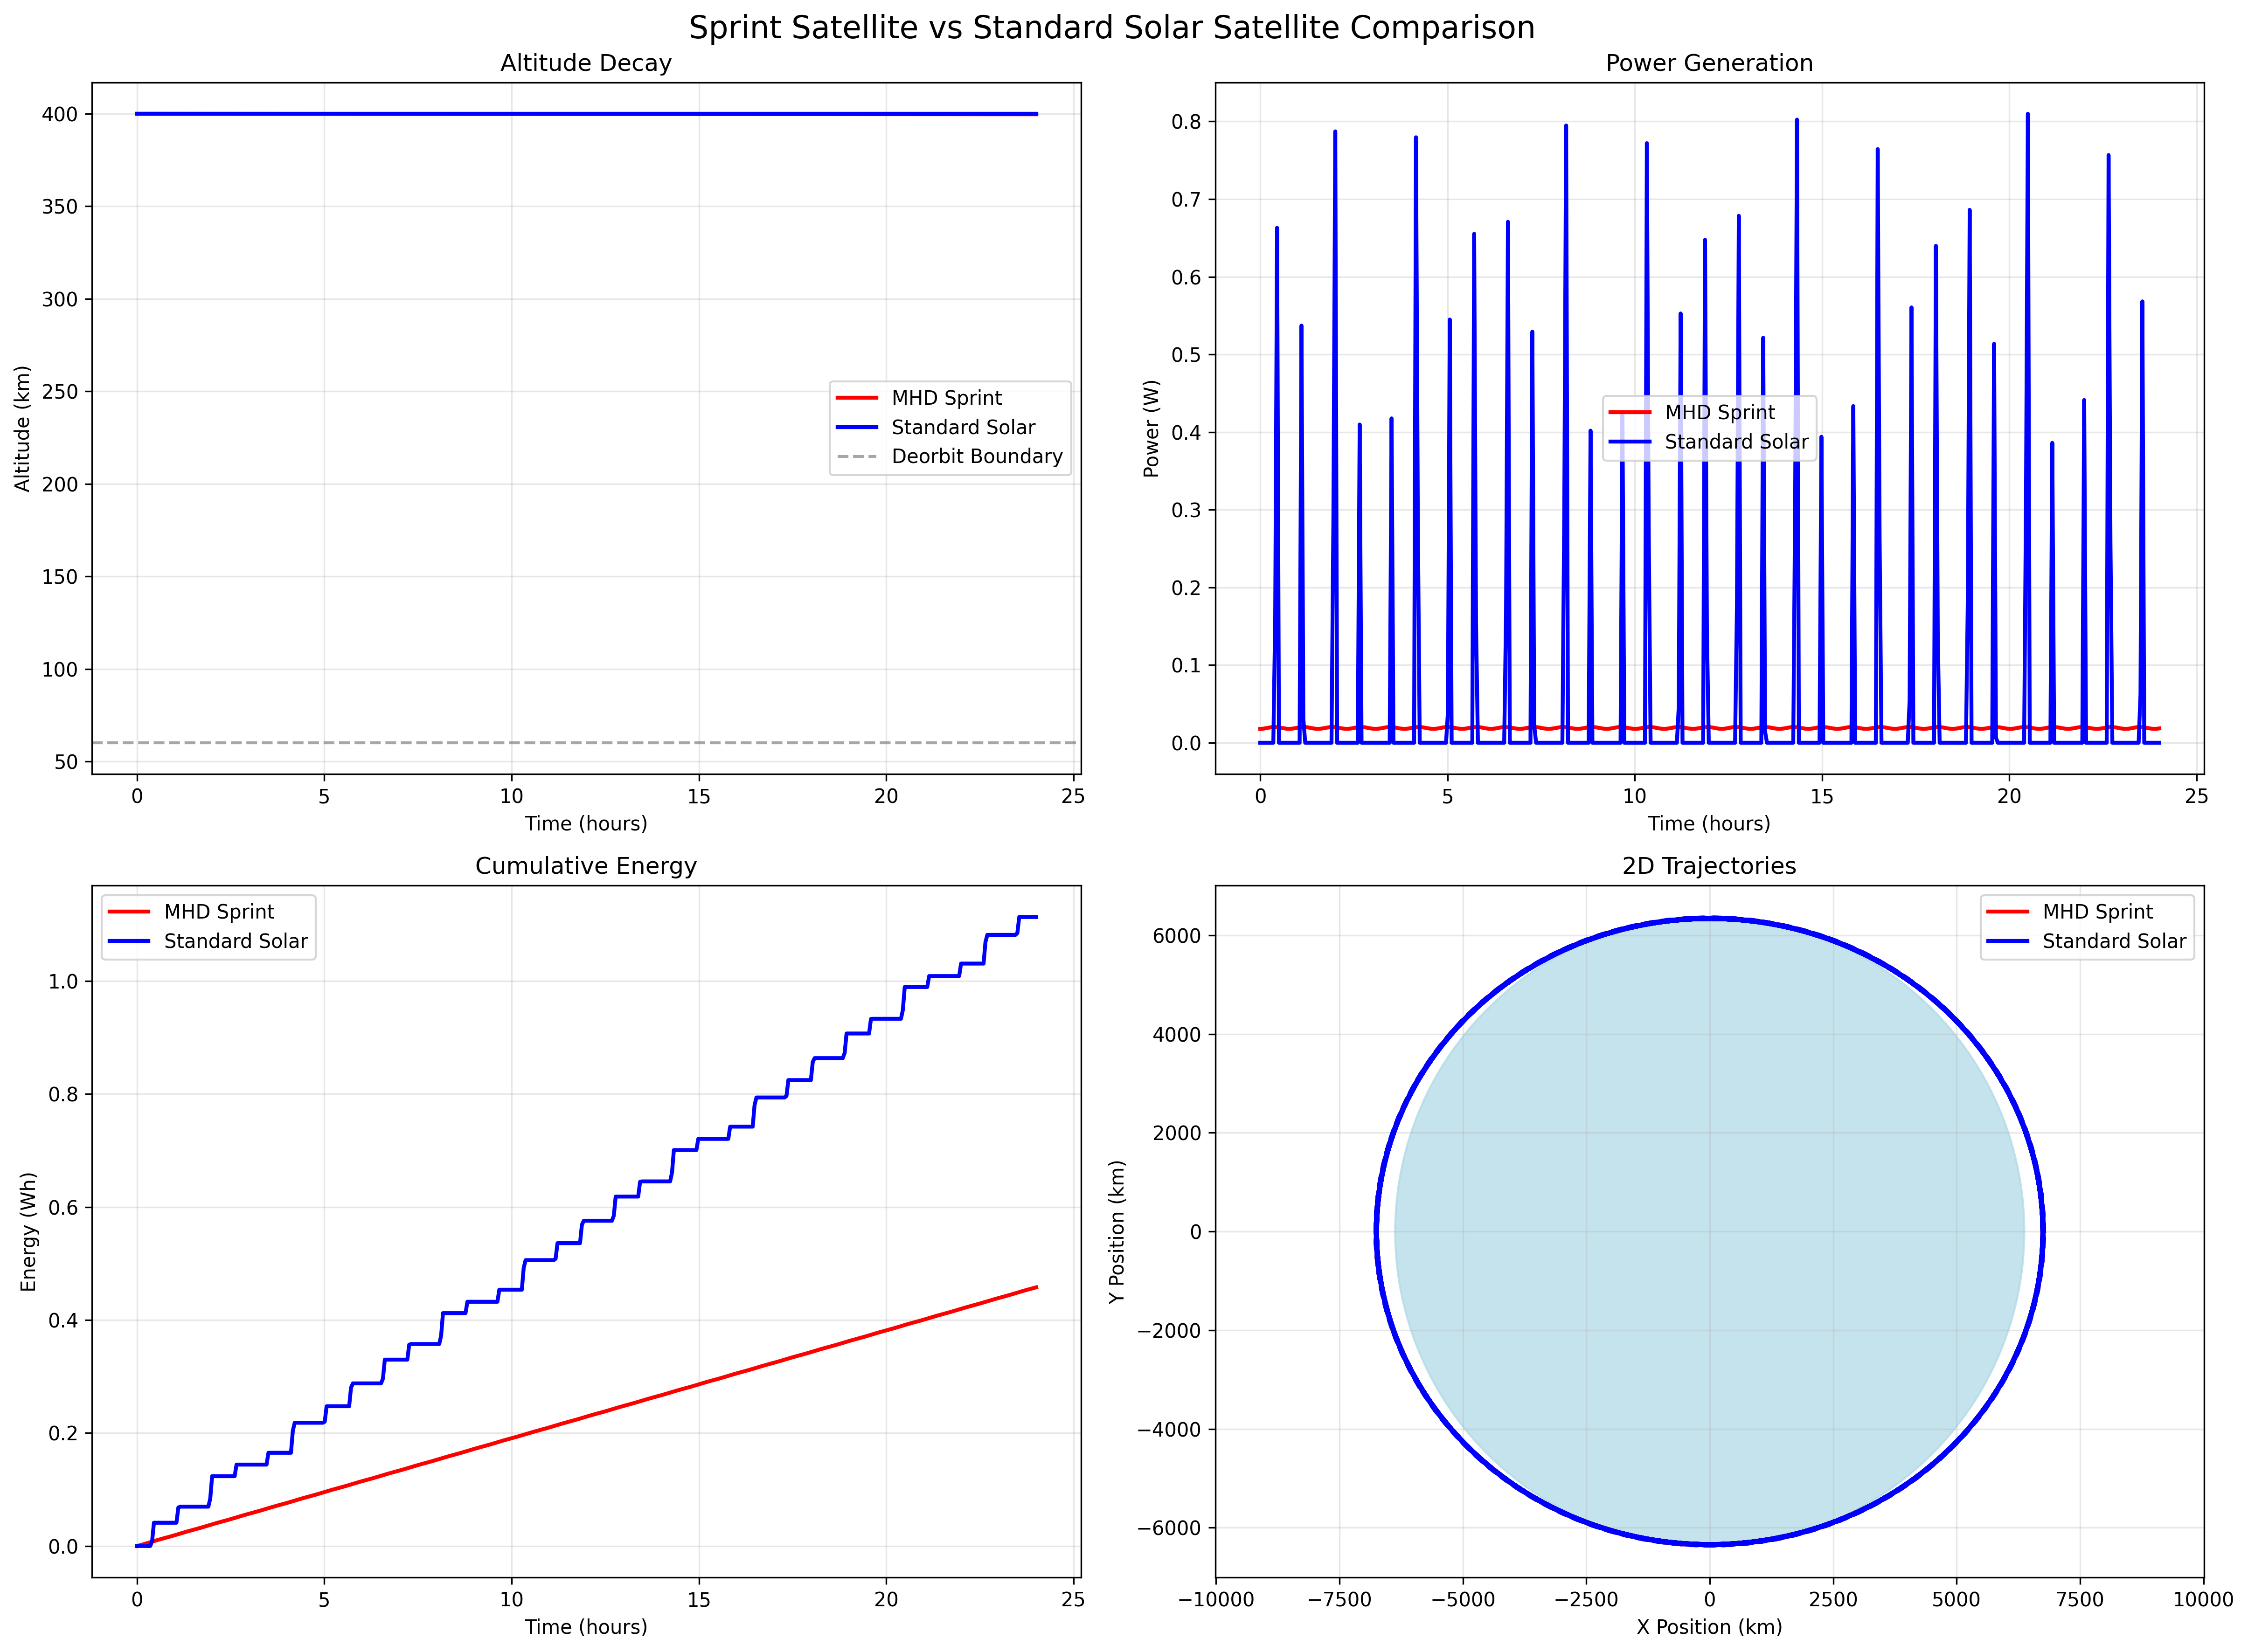 Sprint Satellite vs Standard Solar Satellite Comparison
Altitude Decay
400
350
300
250
200
150
100
50
Altitude (km)
MHD Sprint
Standard Solar
Deorbit Boundary
0 5 10 15 20 25
Time (hours)
Power Generation
0.8
0.7
0.6
0.5
0.4
0.3
0.2
0.1
0.0
Power (W)
MHD Sprint
Standard Solar
0 5 10 15 20 25
Time (hours)
Cumulative Energy
MHD Sprint
Standard Solar
1.0
0.8
0.6
0.4
0.2
0.0
Energy (Wh)
0 5 10 15 20 25
Time (hours)
2D Trajectories
MHD Sprint
Standard Solar
6000
4000
2000
0
−2000
−4000
−6000
Y Position (km)
−10000 −7500 −5000 −2500 0 2500 5000 7500 10000
X Position (km)